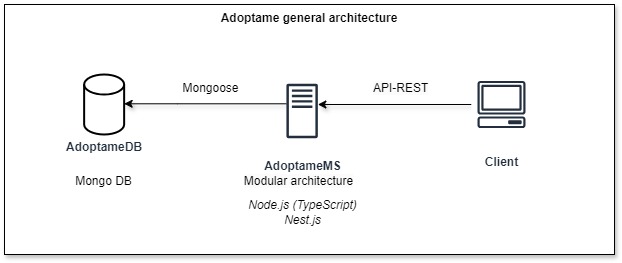 Adoptame general architecture
Mongoose
API-REST
AdoptameDB
Mongo DB
AdoptameMS
Modular architecture
Node.js (TypeScript)
Nest.js
Client